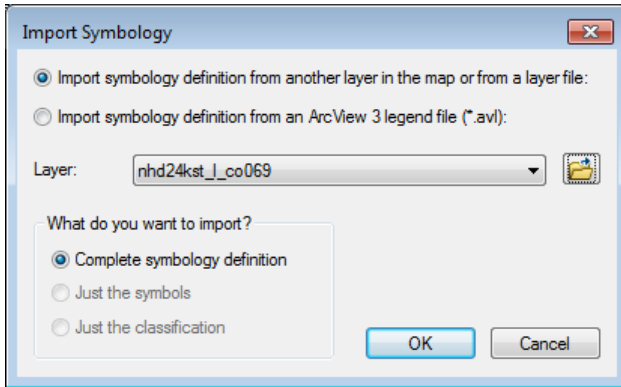 Import Symbology
Import symbology definition from another layer in the map or from a layer file:
Import symbology definition from an ArcView 3 legend file (*.avl):
Layer:
nhd24kst_l_co069
What do you want to import?
Complete symbology definition
Just the symbols
Just the classification
OK
Cancel